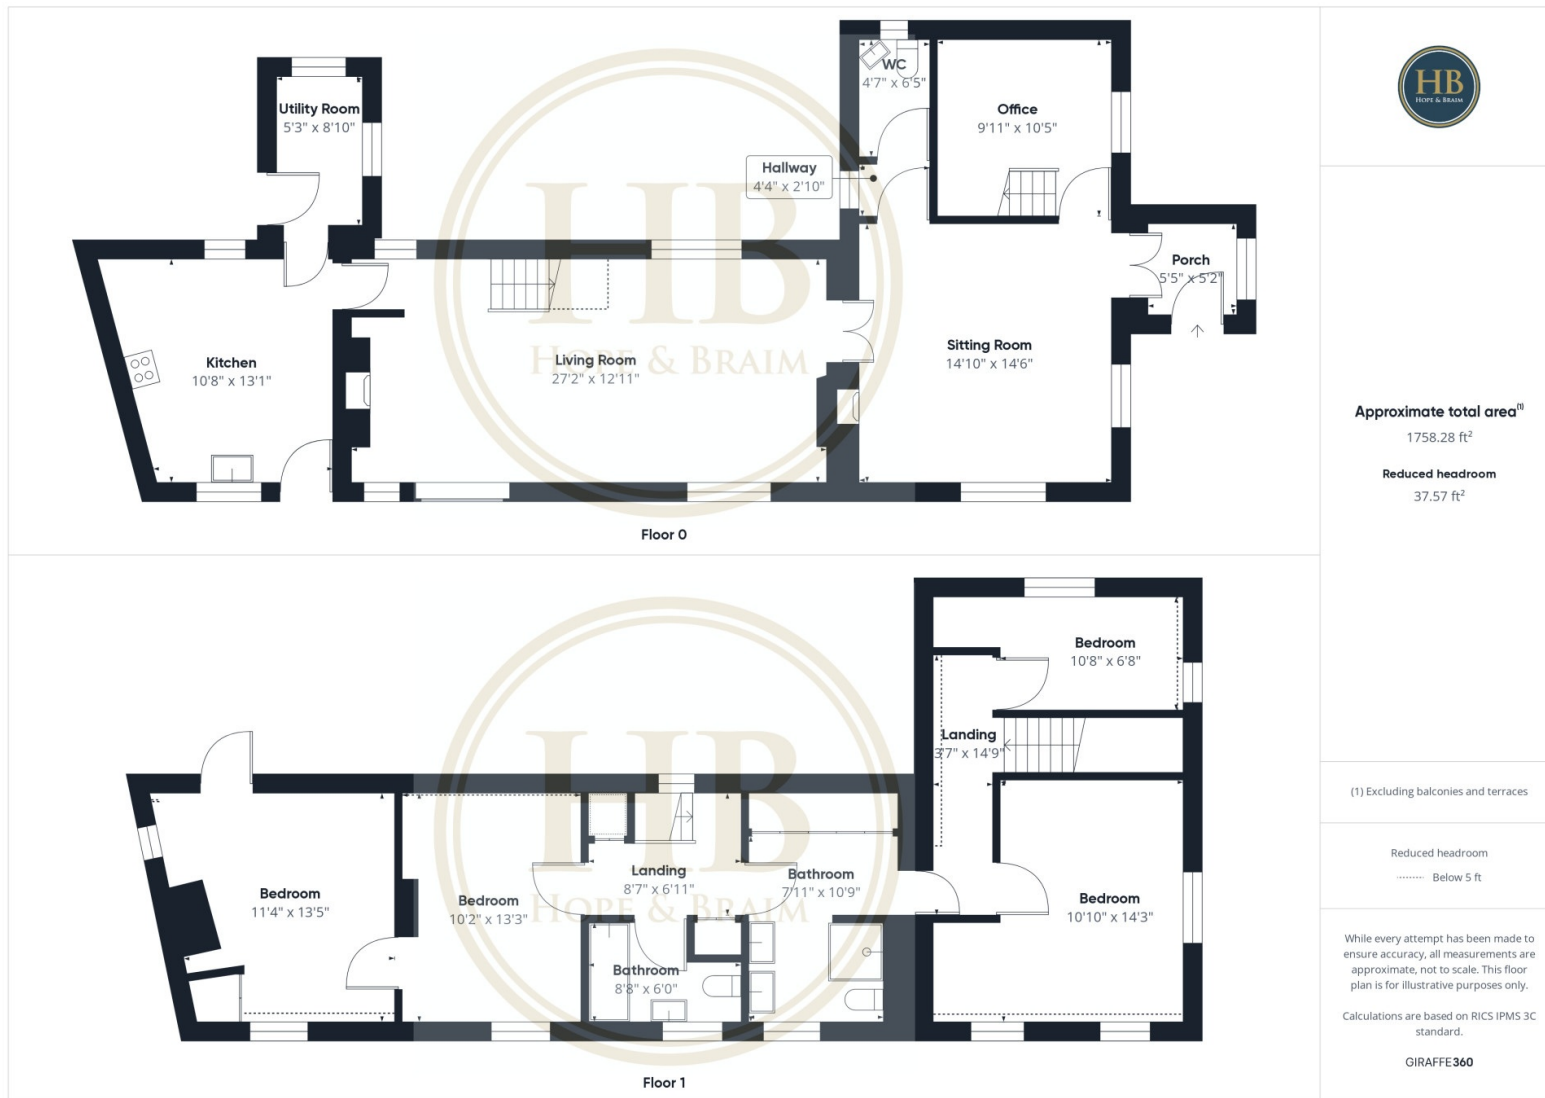 Utility Room
5'3" x 8'10"
WC
4'7" x 6'5"
Office
9'11" x 10'5"
Hallway
4'4" x 2'10"
Porch
5'5" x 5'2"
Kitchen
10'8" x 13'1"
Living Room
27'2" x 12'11"
Sitting Room
14'10" x 14'6"
HB
HOPE & BRAIM
Floor 0
Bedroom
10'8" x 6'8"
Landing
3'7" x 14'9"
Bedroom
11'4" x 13'5"
Bedroom
10'2" x 13'3"
Landing
8'7" x 6'11"
Bathroom
7'11" x 10'9"
Bedroom
10'10" x 14'3"
Bathroom
8'8" x 6'0"
HB
HOPE & BRAIM
Floor 1
HB
HOPE & BRAIM
Approximate total area(1)
1758.28 ft²
Reduced headroom
37.57 ft²
(1) Excluding balconies and terraces
Reduced headroom
Below 5 ft
While every attempt has been made to
ensure accuracy, all measurements are
approximate, not to scale. This floor
plan is for illustrative purposes only.
Calculations are based on RICS IPMS 3C
standard.
GIRAFFE360